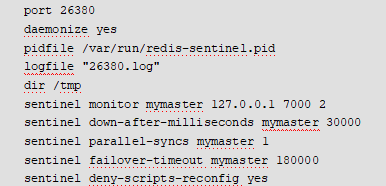 port 26380
daemonize yes
pidfile /var/run/redis-sentinel.pid
logfile "26380.log"
dir /tmp
sentinel monitor mymaster 127.0.0.1 7000 2
sentinel down-after-milliseconds mymaster 30000
sentinel parallel-syncs mymaster 1
sentinel failover-timeout mymaster 180000
sentinel deny-scripts-reconfig yes